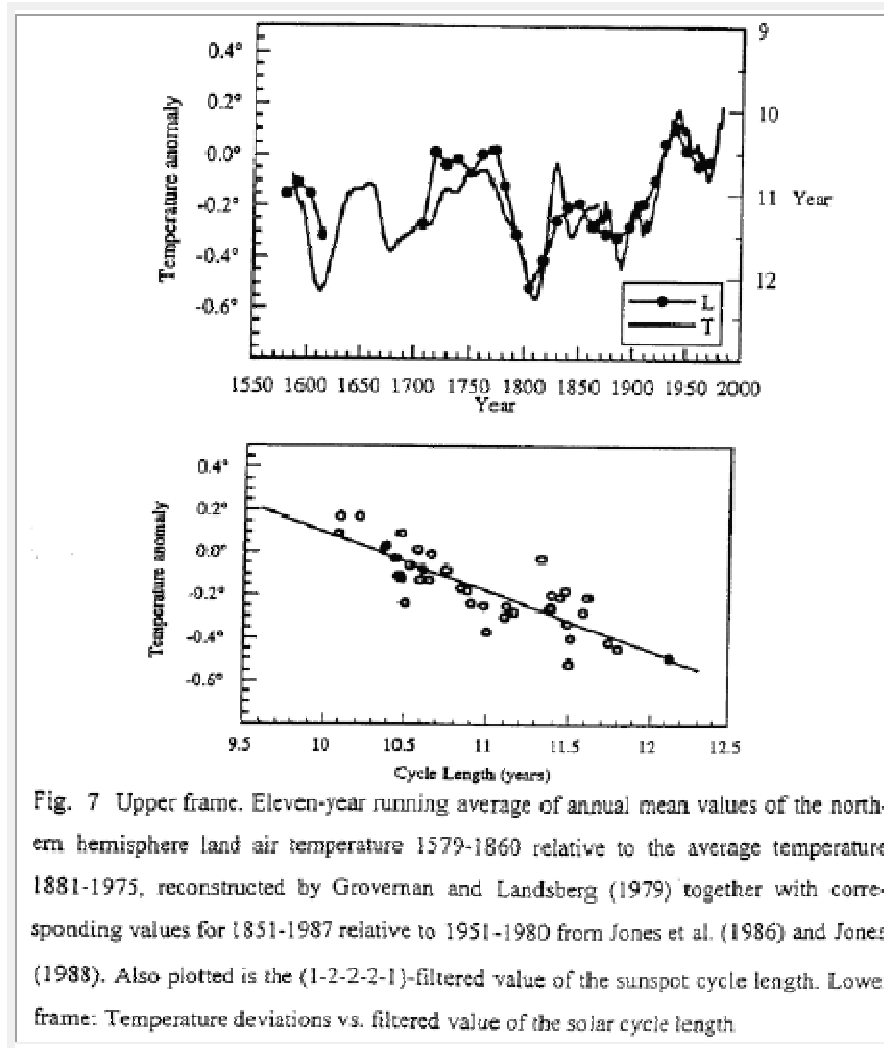 0.4°
0.2°
0.0°
-0.2°
-0.4°
-0.6°
Temperature anomaly
9
10
11
12
Year
L
T
1550 1600 1650 1700 1750 1800 1850 1900 1950 2000
Year
0.4°
0.2°
0.0°
-0.2°
-0.4°
-0.6°
Temperature anomaly
9.5 10 10.5 11 11.5 12 12.5
Cycle Length (years)
Fig. 7 Upper frame. Eleven-year running average of annual mean values of the north-
ern hemisphere land air temperature 1579-1860 relative to the average temperature
1881-1975, reconstructed by Groveman and Landsberg (1979) together with corre-
sponding values for 1851-1987 relative to 1951-1980 from Jones et al. (1986) and Jones
(1988). Also plotted is the (1-2-2-2-1)-filtered value of the sunspot cycle length. Lowe
frame: Temperature deviations vs. filtered value of the solar cycle length